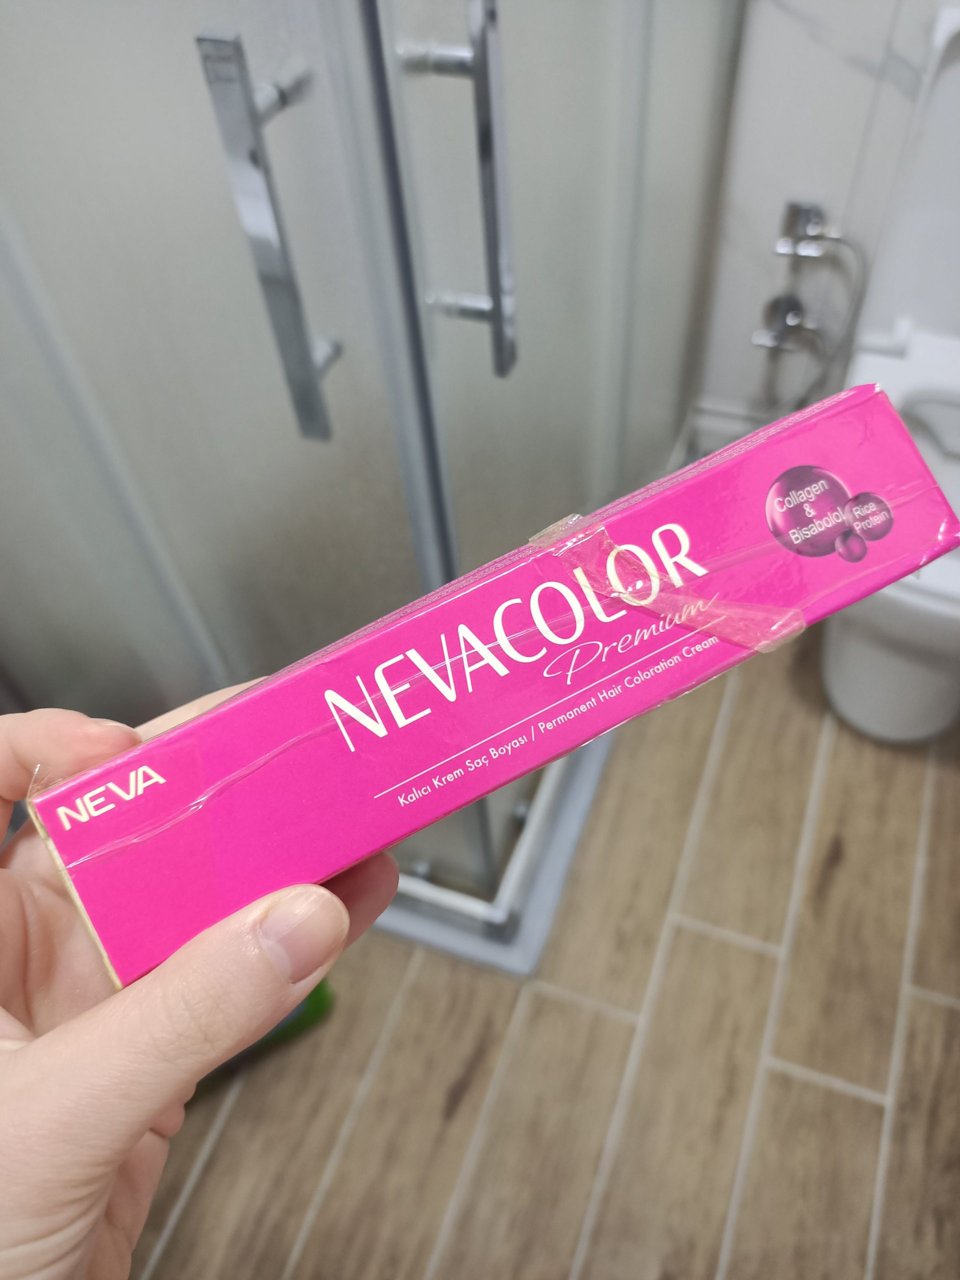 NEVA
NEVACOLOR
Premium
Kalıcı Krem Saç Boyası / Permanent Hair Coloration Cream
Collagen
&
Bisabolol
Rice
Protein